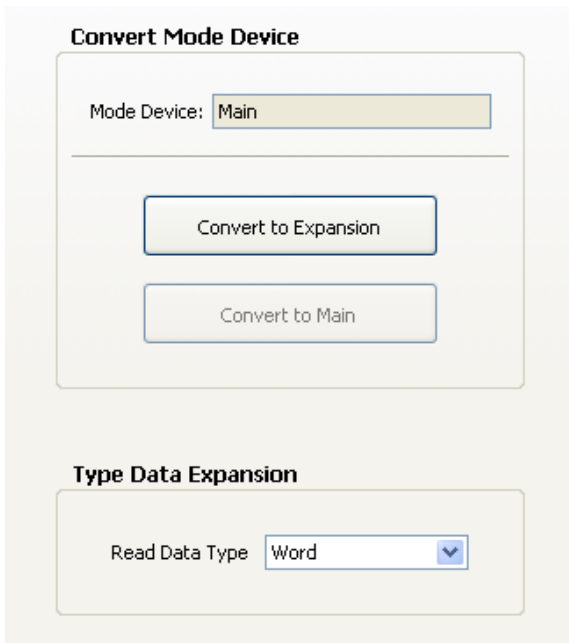 Convert Mode Device
Mode Device: Main
Convert to Expansion
Convert to Main
Type Data Expansion
Read Data Type Word